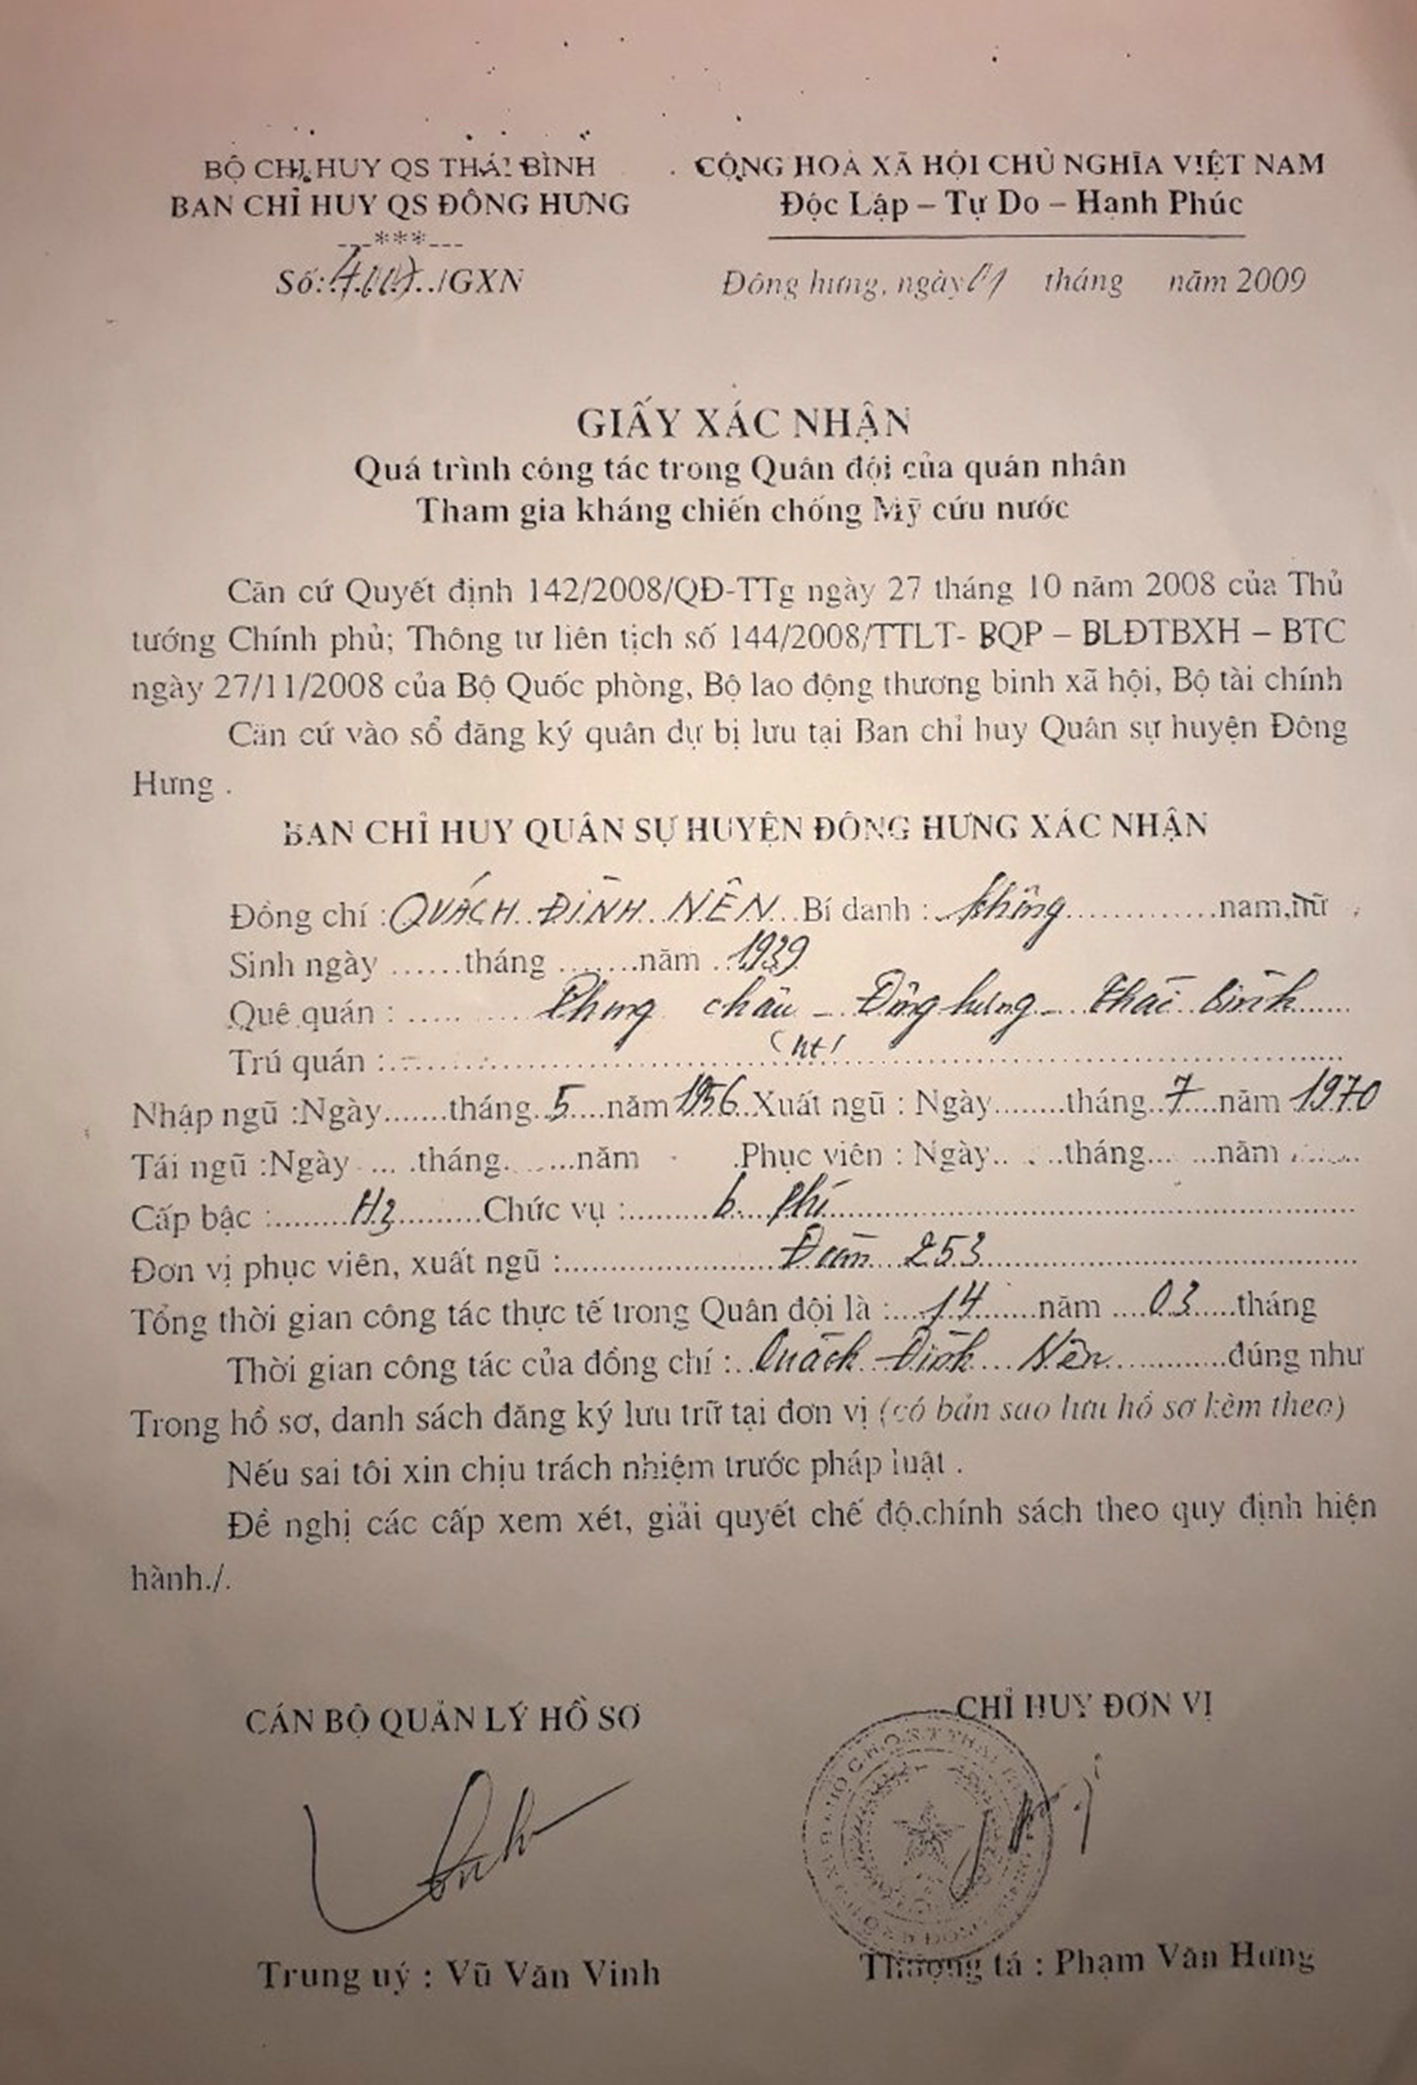 BỘ CHỈ HUY QS THÁI BÌNH
BAN CHỈ HUY QS ĐÔNG HƯNG
---***---
Số: /GXN
CỘNG HOÀ XÃ HỘI CHỦ NGHĨA VIỆT NAM
Độc Lập – Tự Do – Hạnh Phúc
Đông hưng, ngày 01 tháng năm 2009
GIẤY XÁC NHẬN
Quá trình công tác trong Quân đội của quân nhân
Tham gia kháng chiến chống Mỹ cứu nước
Căn cứ Quyết định 142/2008/QĐ-TTg ngày 27 tháng 10 năm 2008 của Thủ
tướng Chính phủ; Thông tư liên tịch số 144/2008/TTLT- BQP – BLĐTBXH – BTC
ngày 27/11/2008 của Bộ Quốc phòng, Bộ lao động thương binh xã hội, Bộ tài chính
Căn cứ vào sổ đăng ký quân dự bị lưu tại Ban chỉ huy Quân sự huyện Đông
Hưng .
BAN CHỈ HUY QUÂN SỰ HUYỆN ĐÔNG HƯNG XÁC NHẬN
Đồng chí : QUÁCH ĐÌNH NÊN Bí danh : không nam,nữ
Sinh ngày ......tháng .......năm 1939
Quê quán : Phong châu - Đông hưng - Thái bình
Trú quán : (nt)
Nhập ngũ :Ngày.......tháng 5 năm 1956 Xuất ngũ : Ngày........tháng 7 năm 1970
Tái ngũ :Ngày .... tháng.......năm Phục viên : Ngày.......tháng.......năm ......
Cấp bậc : H3 Chức vụ : b phó
Đơn vị phục viên, xuất ngũ : Đoàn 253
Tổng thời gian công tác thực tế trong Quân đội là : 14 năm 03 tháng
Thời gian công tác của đồng chí : Quách Đình Nên đúng như
Trong hồ sơ, danh sách đăng ký lưu trữ tại đơn vị (có bản sao lưu hồ sơ kèm theo)
Nếu sai tôi xin chịu trách nhiệm trước pháp luật .
Đề nghị các cấp xem xét, giải quyết chế độ chính sách theo quy định hiện
hành./.
CÁN BỘ QUẢN LÝ HỒ SƠ
CHỈ HUY ĐƠN VỊ
Trung uý : Vũ Văn Vinh
Thượng tá : Phạm Văn Hưng